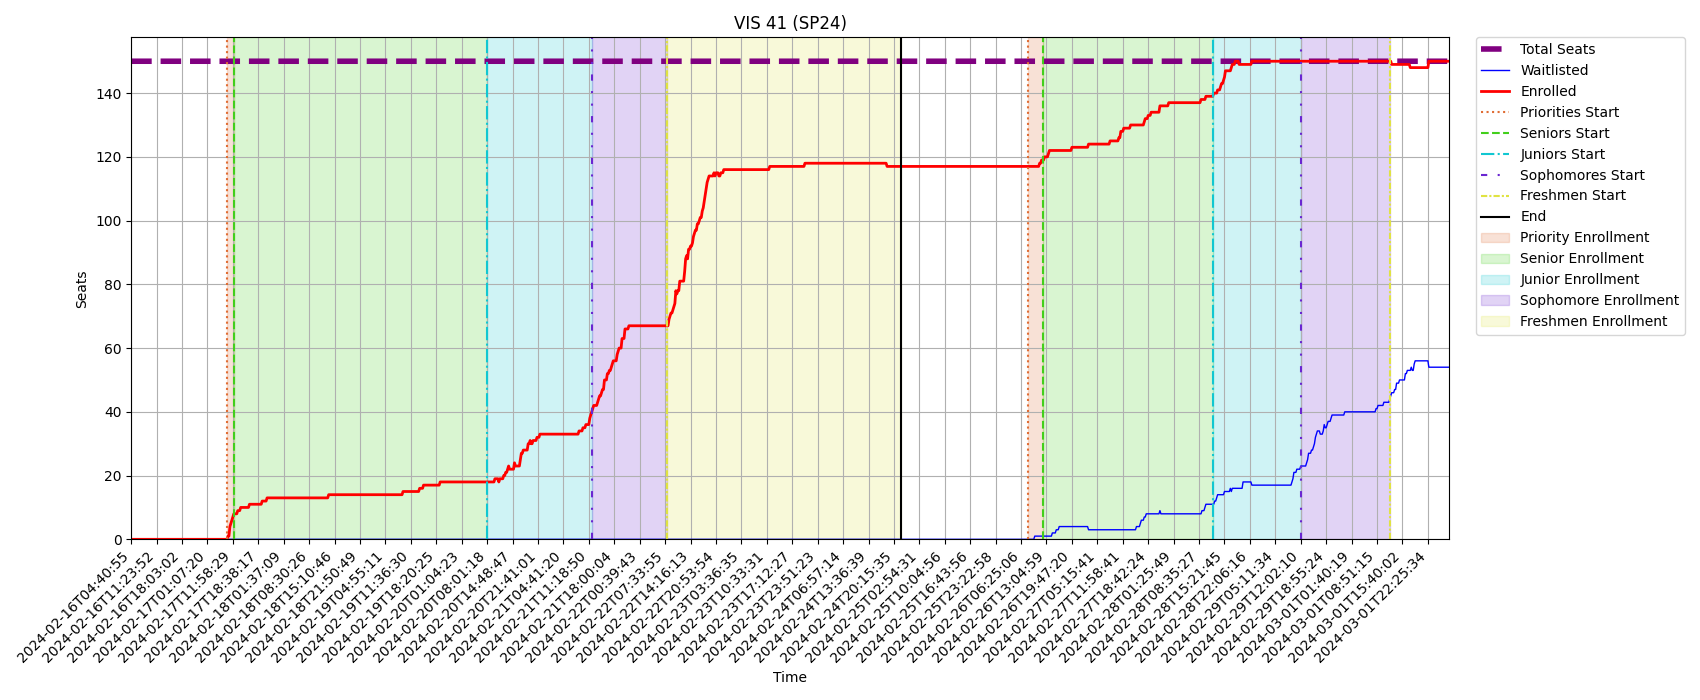 VIS 41 (SP24)
Seats
140
120
100
80
60
40
20
0
2024-02-16T04:40:55
2024-02-16T11:23:52
2024-02-16T18:03:02
2024-02-17T01:07:20
2024-02-17T11:58:29
2024-02-17T18:38:17
2024-02-18T01:37:09
2024-02-18T08:30:26
2024-02-18T15:10:46
2024-02-18T21:50:49
2024-02-19T04:55:11
2024-02-19T11:36:30
2024-02-19T18:20:25
2024-02-20T01:04:23
2024-02-20T08:01:18
2024-02-20T14:48:47
2024-02-20T21:41:01
2024-02-21T04:41:20
2024-02-21T11:18:50
2024-02-21T18:00:04
2024-02-22T00:39:43
2024-02-22T07:33:55
2024-02-22T14:16:13
2024-02-22T20:53:54
2024-02-23T03:36:35
2024-02-23T10:33:31
2024-02-23T17:12:27
2024-02-23T23:51:23
2024-02-24T06:57:14
2024-02-24T13:36:39
2024-02-24T20:15:35
2024-02-25T02:54:31
2024-02-25T10:04:56
2024-02-25T16:43:56
2024-02-25T23:22:58
2024-02-26T06:25:06
2024-02-26T13:04:59
2024-02-26T19:47:20
2024-02-27T05:15:41
2024-02-27T11:58:41
2024-02-27T18:42:24
2024-02-28T01:25:49
2024-02-28T08:35:27
2024-02-28T15:21:45
2024-02-28T22:06:16
2024-02-29T05:11:34
2024-02-29T12:02:10
2024-02-29T18:55:24
2024-03-01T01:40:19
2024-03-01T08:51:15
2024-03-01T15:40:02
2024-03-01T22:25:34
Time
Total Seats
Waitlisted
Enrolled
Priorities Start
Seniors Start
Juniors Start
Sophomores Start
Freshmen Start
End
Priority Enrollment
Senior Enrollment
Junior Enrollment
Sophomore Enrollment
Freshmen Enrollment